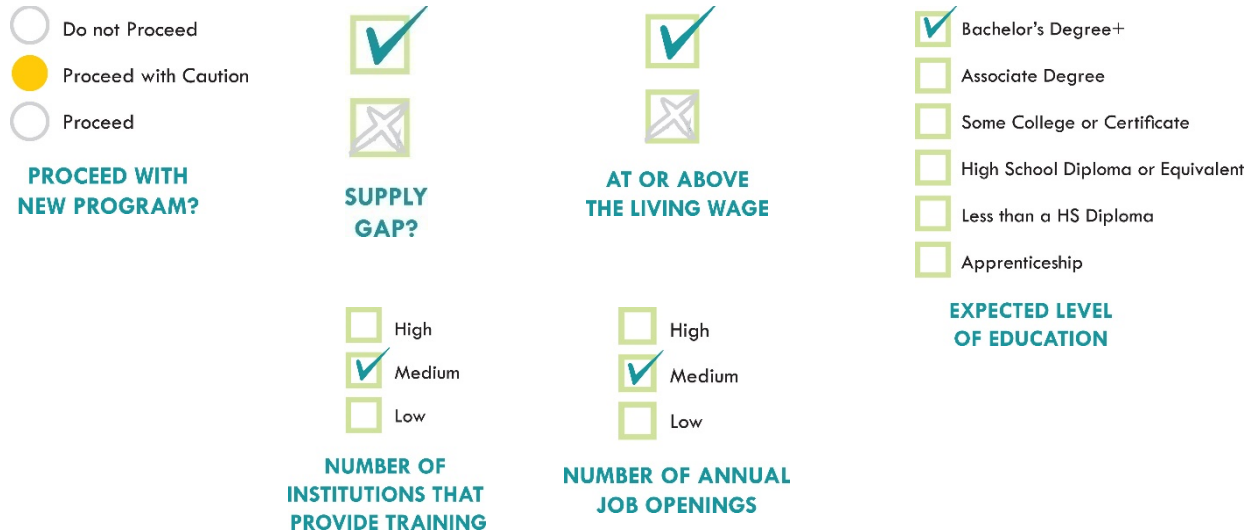 Do not Proceed
Proceed with Caution
Proceed
PROCEED WITH
NEW PROGRAM?
SUPPLY
GAP?
AT OR ABOVE
THE LIVING WAGE
Bachelor's Degree+
Associate Degree
Some College or Certificate
High School Diploma or Equivalent
Less than a HS Diploma
Apprenticeship
EXPECTED LEVEL
OF EDUCATION
High
Medium
Low
NUMBER OF
INSTITUTIONS THAT
PROVIDE TRAINING
High
Medium
Low
NUMBER OF ANNUAL
JOB OPENINGS